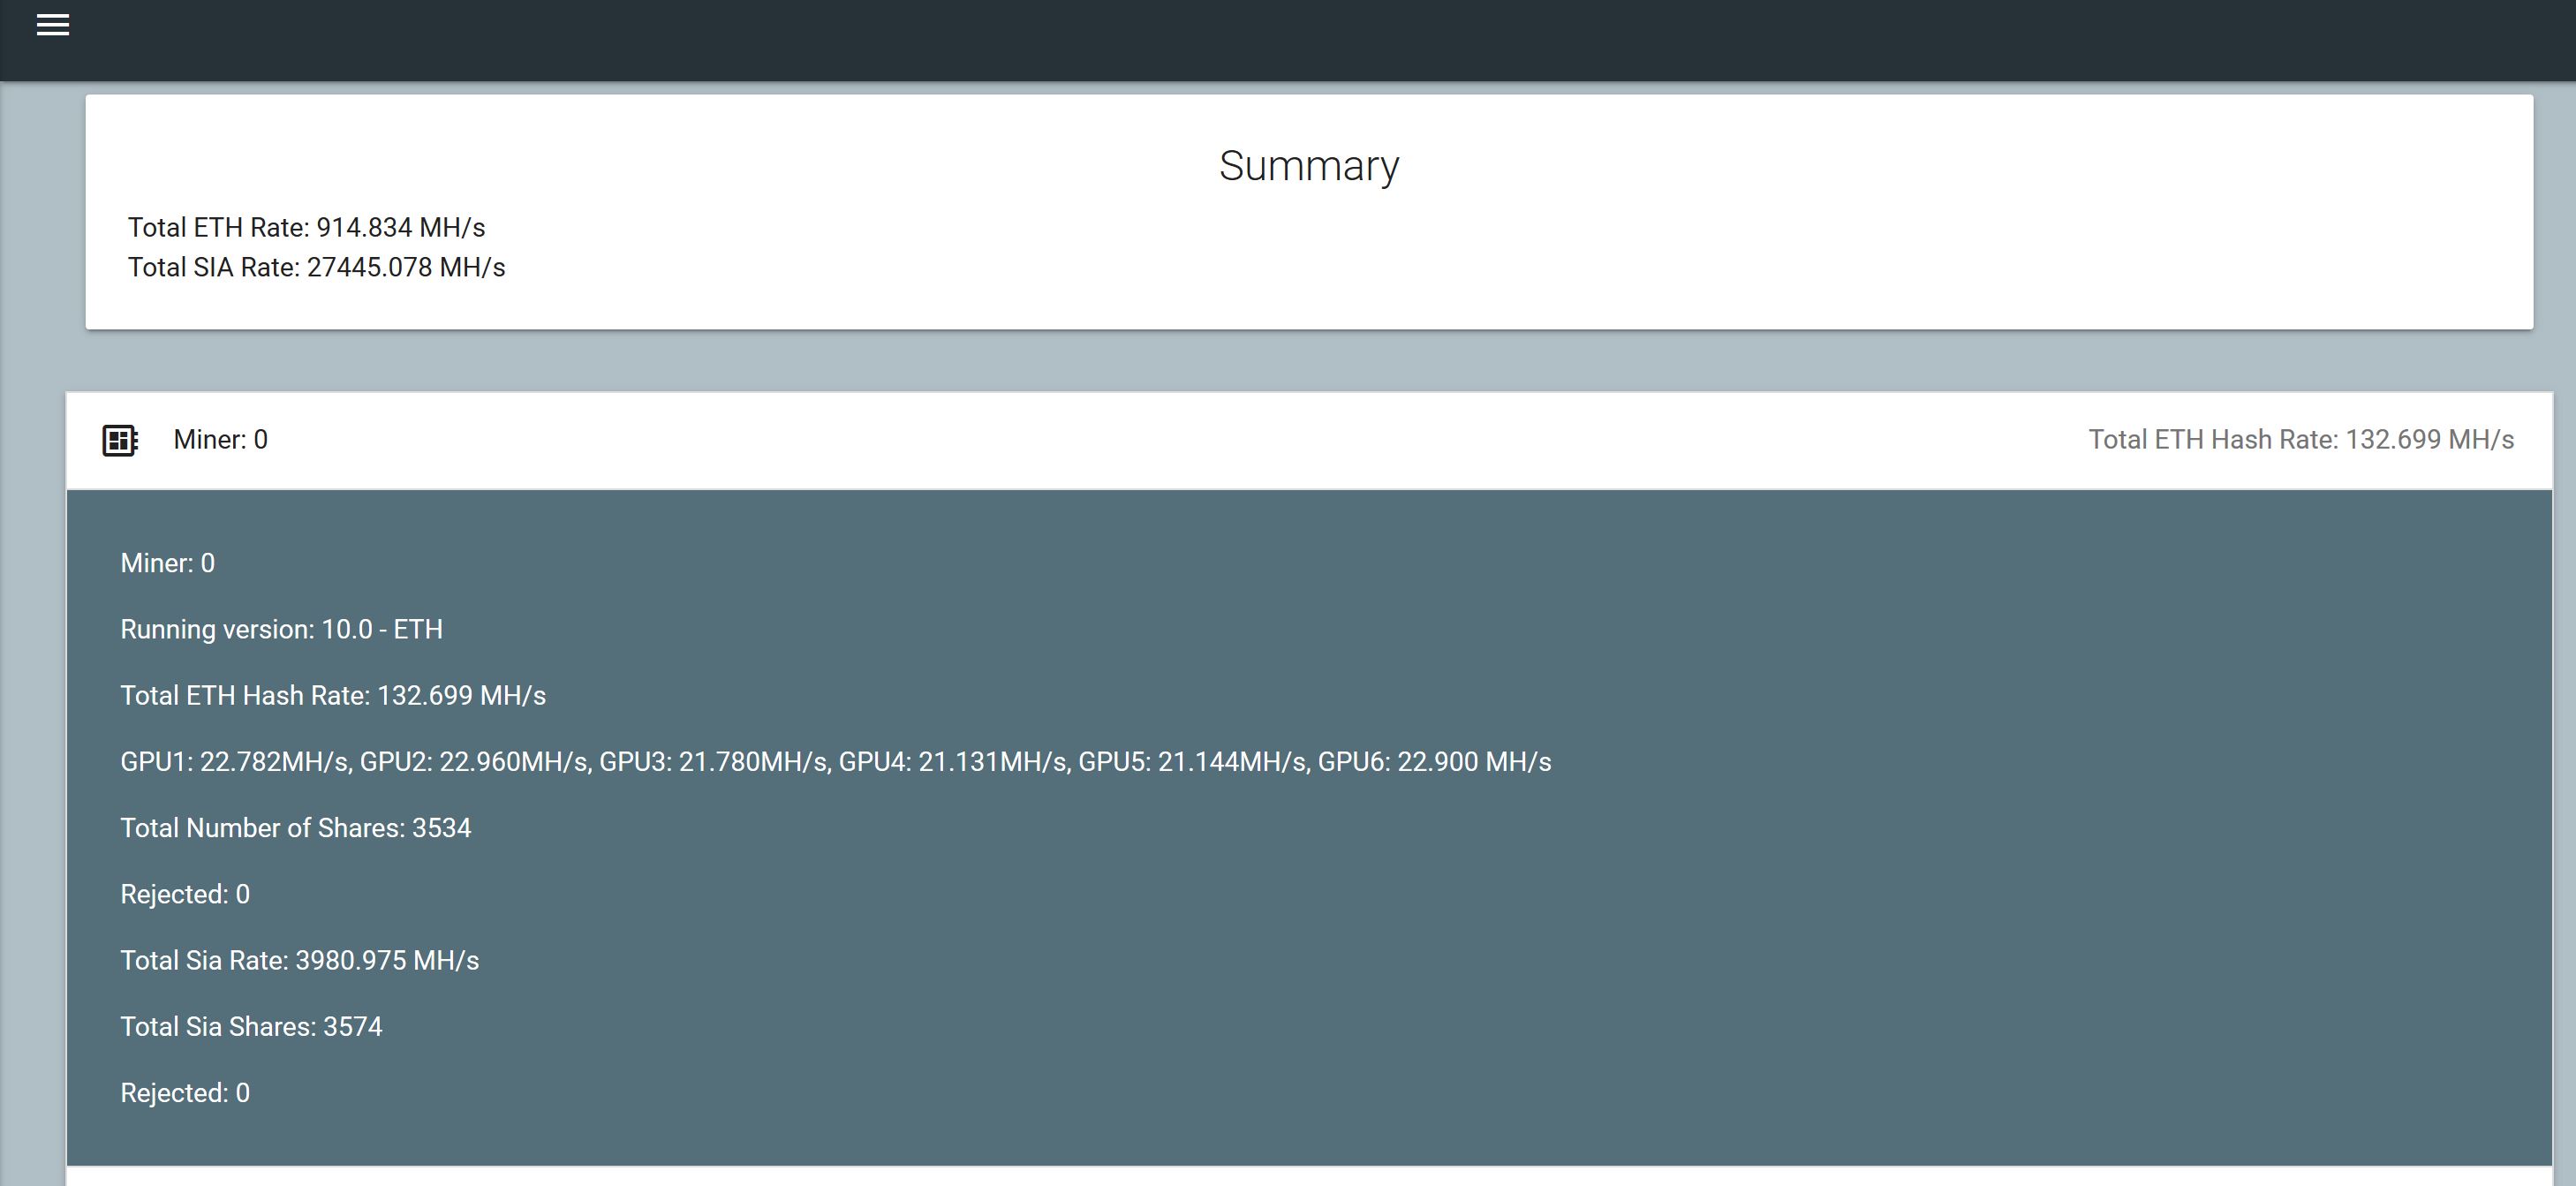 Summary
Total ETH Rate: 914.834 MH/s
Total SIA Rate: 27445.078 MH/s
Miner: 0
Total ETH Hash Rate: 132.699 MH/s
Miner: 0
Running version: 10.0 - ETH
Total ETH Hash Rate: 132.699 MH/s
GPU1: 22.782MH/s, GPU2: 22.960MH/s, GPU3: 21.780MH/s, GPU4: 21.131MH/s, GPU5: 21.144MH/s, GPU6: 22.900 MH/s
Total Number of Shares: 3534
Rejected: 0
Total Sia Rate: 3980.975 MH/s
Total Sia Shares: 3574
Rejected: 0